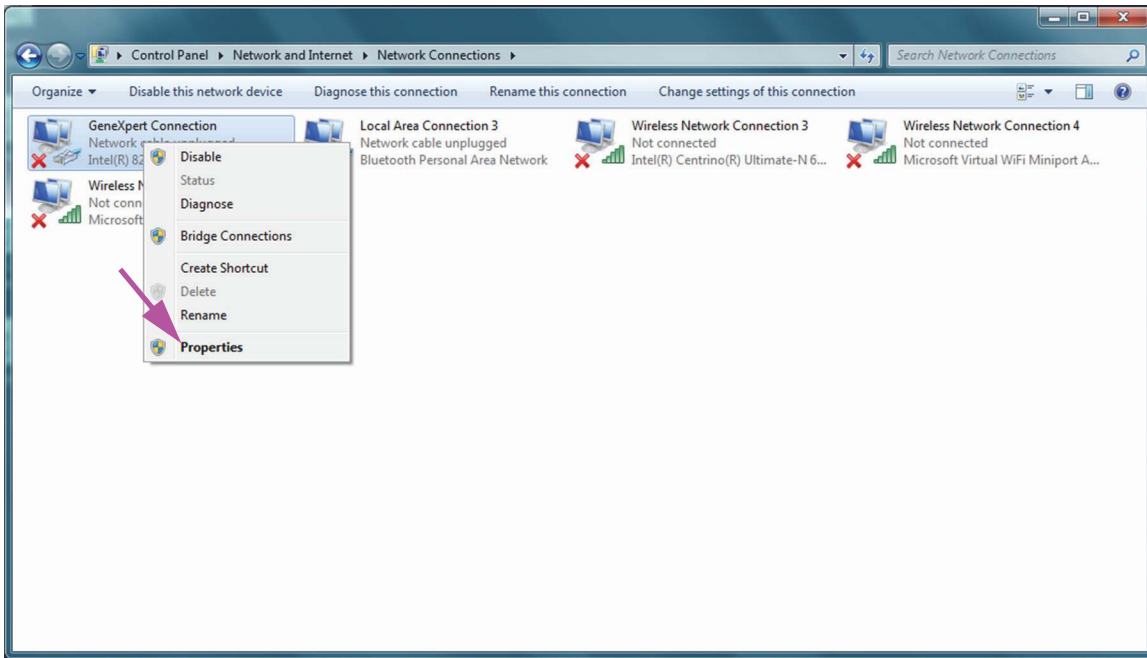 Control Panel Network and Internet Network Connections
Search Network Connections
Organize Disable this network device Diagnose this connection Rename this connection Change settings of this connection
GeneXpert Connection
Network cable unplugged
Intel(R) 82
Local Area Connection 3
Network cable unplugged
Bluetooth Personal Area Network
Wireless Network Connection 3
Not connected
Intel(R) Centrino(R) Ultimate-N 6...
Wireless Network Connection 4
Not connected
Microsoft Virtual WiFi Miniport A...
Wireless N
Not conn
Microsoft
Disable
Status
Diagnose
Bridge Connections
Create Shortcut
Delete
Rename
Properties